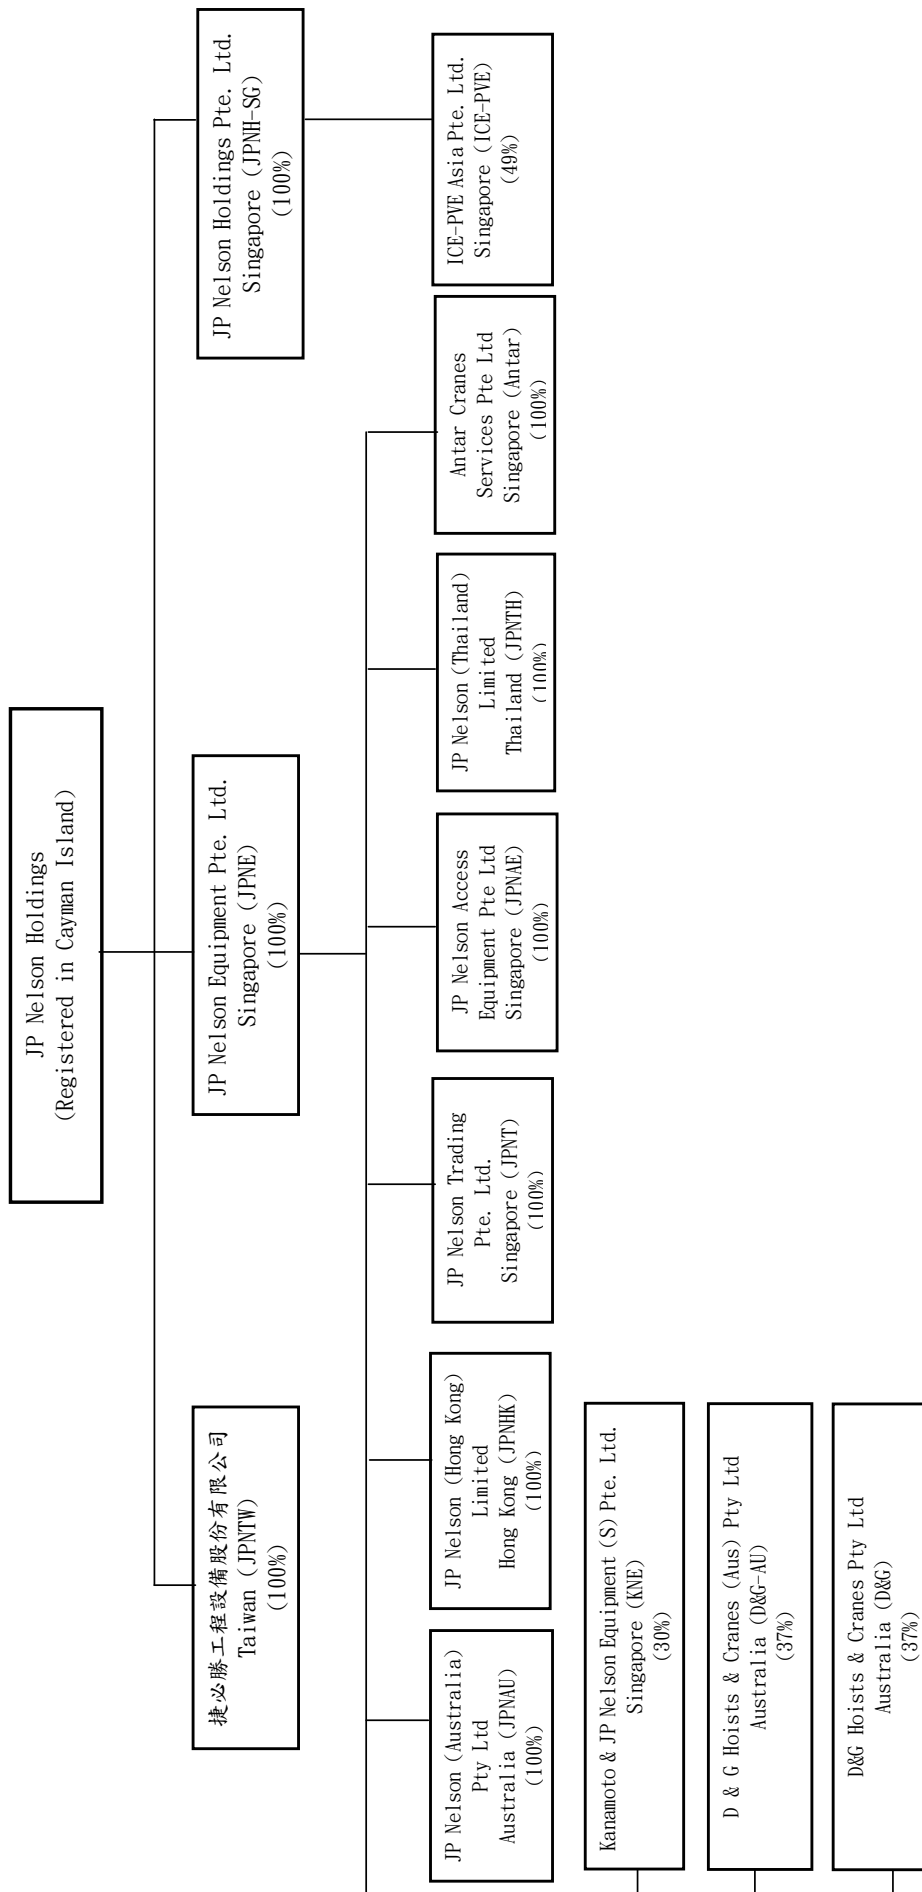 JP Nelson Holdings
(Registered in Cayman Island)
捷必勝工程設備股份有限公司
Taiwan (JPNTW)
(100%)
JP Nelson Equipment Pte. Ltd.
Singapore (JPNE)
(100%)
JP Nelson Holdings Pte. Ltd.
Singapore (JPNH-SG)
(100%)
JP Nelson (Australia)
Pty Ltd
Australia (JPNAU)
(100%)
JP Nelson (Hong Kong)
Limited
Hong Kong (JPNHK)
(100%)
JP Nelson Trading
Pte. Ltd.
Singapore (JPNT)
(100%)
JP Nelson Access
Equipment Pte Ltd
Singapore (JPNAE)
(100%)
JP Nelson (Thailand)
Limited
Thailand (JPNTH)
(100%)
Antar Cranes
Services Pte Ltd
Singapore (Antar)
(100%)
ICE-PVE Asia Pte. Ltd.
Singapore (ICE-PVE)
(49%)
Kanamoto & JP Nelson Equipment (S) Pte. Ltd.
Singapore (KNE)
(30%)
D & G Hoists & Cranes (Aus) Pty Ltd
Australia (D&G-AU)
(37%)
D&G Hoists & Cranes Pty Ltd
Australia (D&G)
(37%)